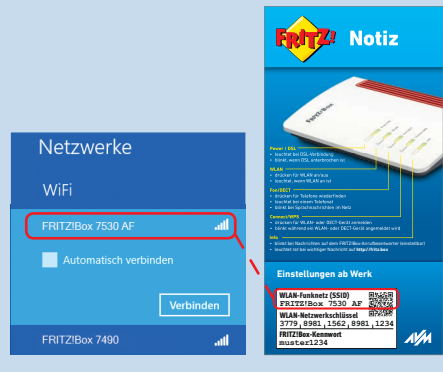 Netzwerke
WiFi
FRITZ!Box 7530 AF
Automatisch verbinden
Verbinden
FRITZ!Box 7490
FRITZ! Notiz
FRITZ!Box
Power / DSL
• leuchtet bei DSL-Verbindung
• blinkt, wenn DSL unterbrochen ist
WLAN
• drücken für WLAN an/aus
• leuchtet, wenn WLAN an ist
Fon/DECT
• drücken für Telefone wiederfinden
• leuchtet bei einem Telefonat
• blinkt bei Sprachnachrichten im Netz
Connect/WPS
• drücken für WLAN- oder DECT-Gerät anmelden
• blinkt während ein WLAN- oder DECT-Gerät angemeldet wird
Info
• blinkt bei Nachrichten auf dem FRITZ!Box-Anrufbeantworter (einstellbar)
• leuchtet rot bei wichtiger Nachricht auf http://fritz.box
Einstellungen ab Werk
WLAN-Funknetz (SSID)
FRITZ!Box 7530 AF
WLAN-Netzwerkschlüssel
3779,8981,1562,8981,1234
FRITZ!Box-Kennwort
muster1234
AVM